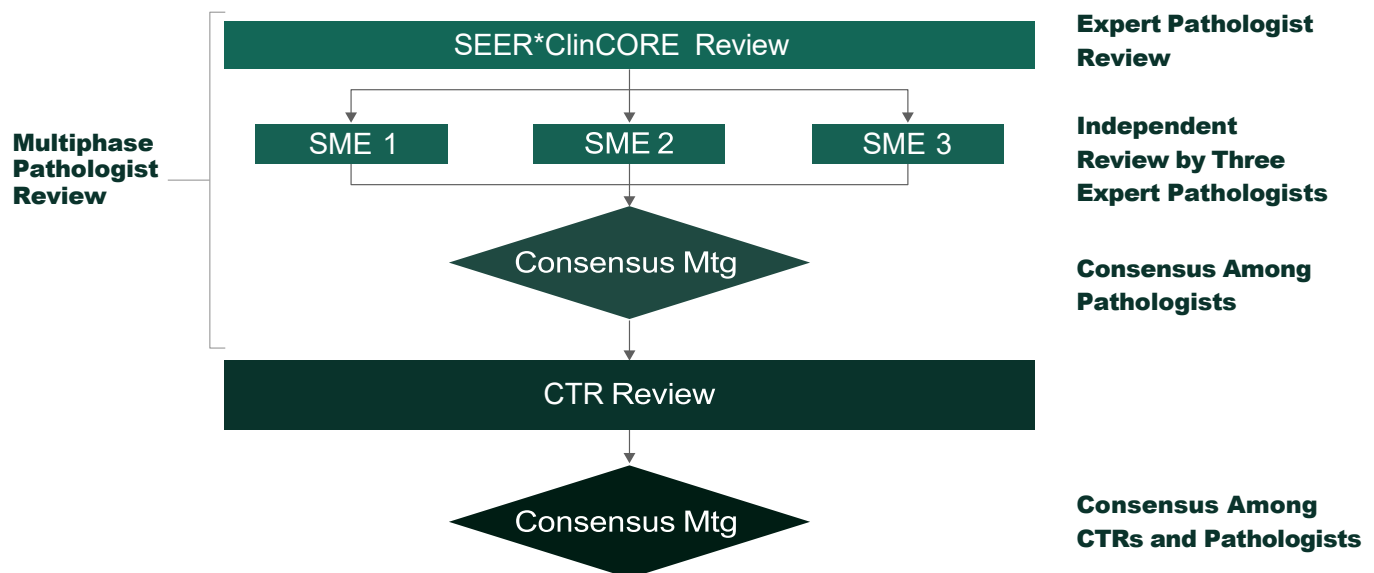 SEER*ClinCORE Review
Expert Pathologist
Review
Multiphase
Pathologist
Review
SME 1
SME 2
SME 3
Independent
Review by Three
Expert Pathologists
Consensus Mtg
Consensus Among
Pathologists
CTR Review
Consensus Mtg
Consensus Among
CTRs and Pathologists